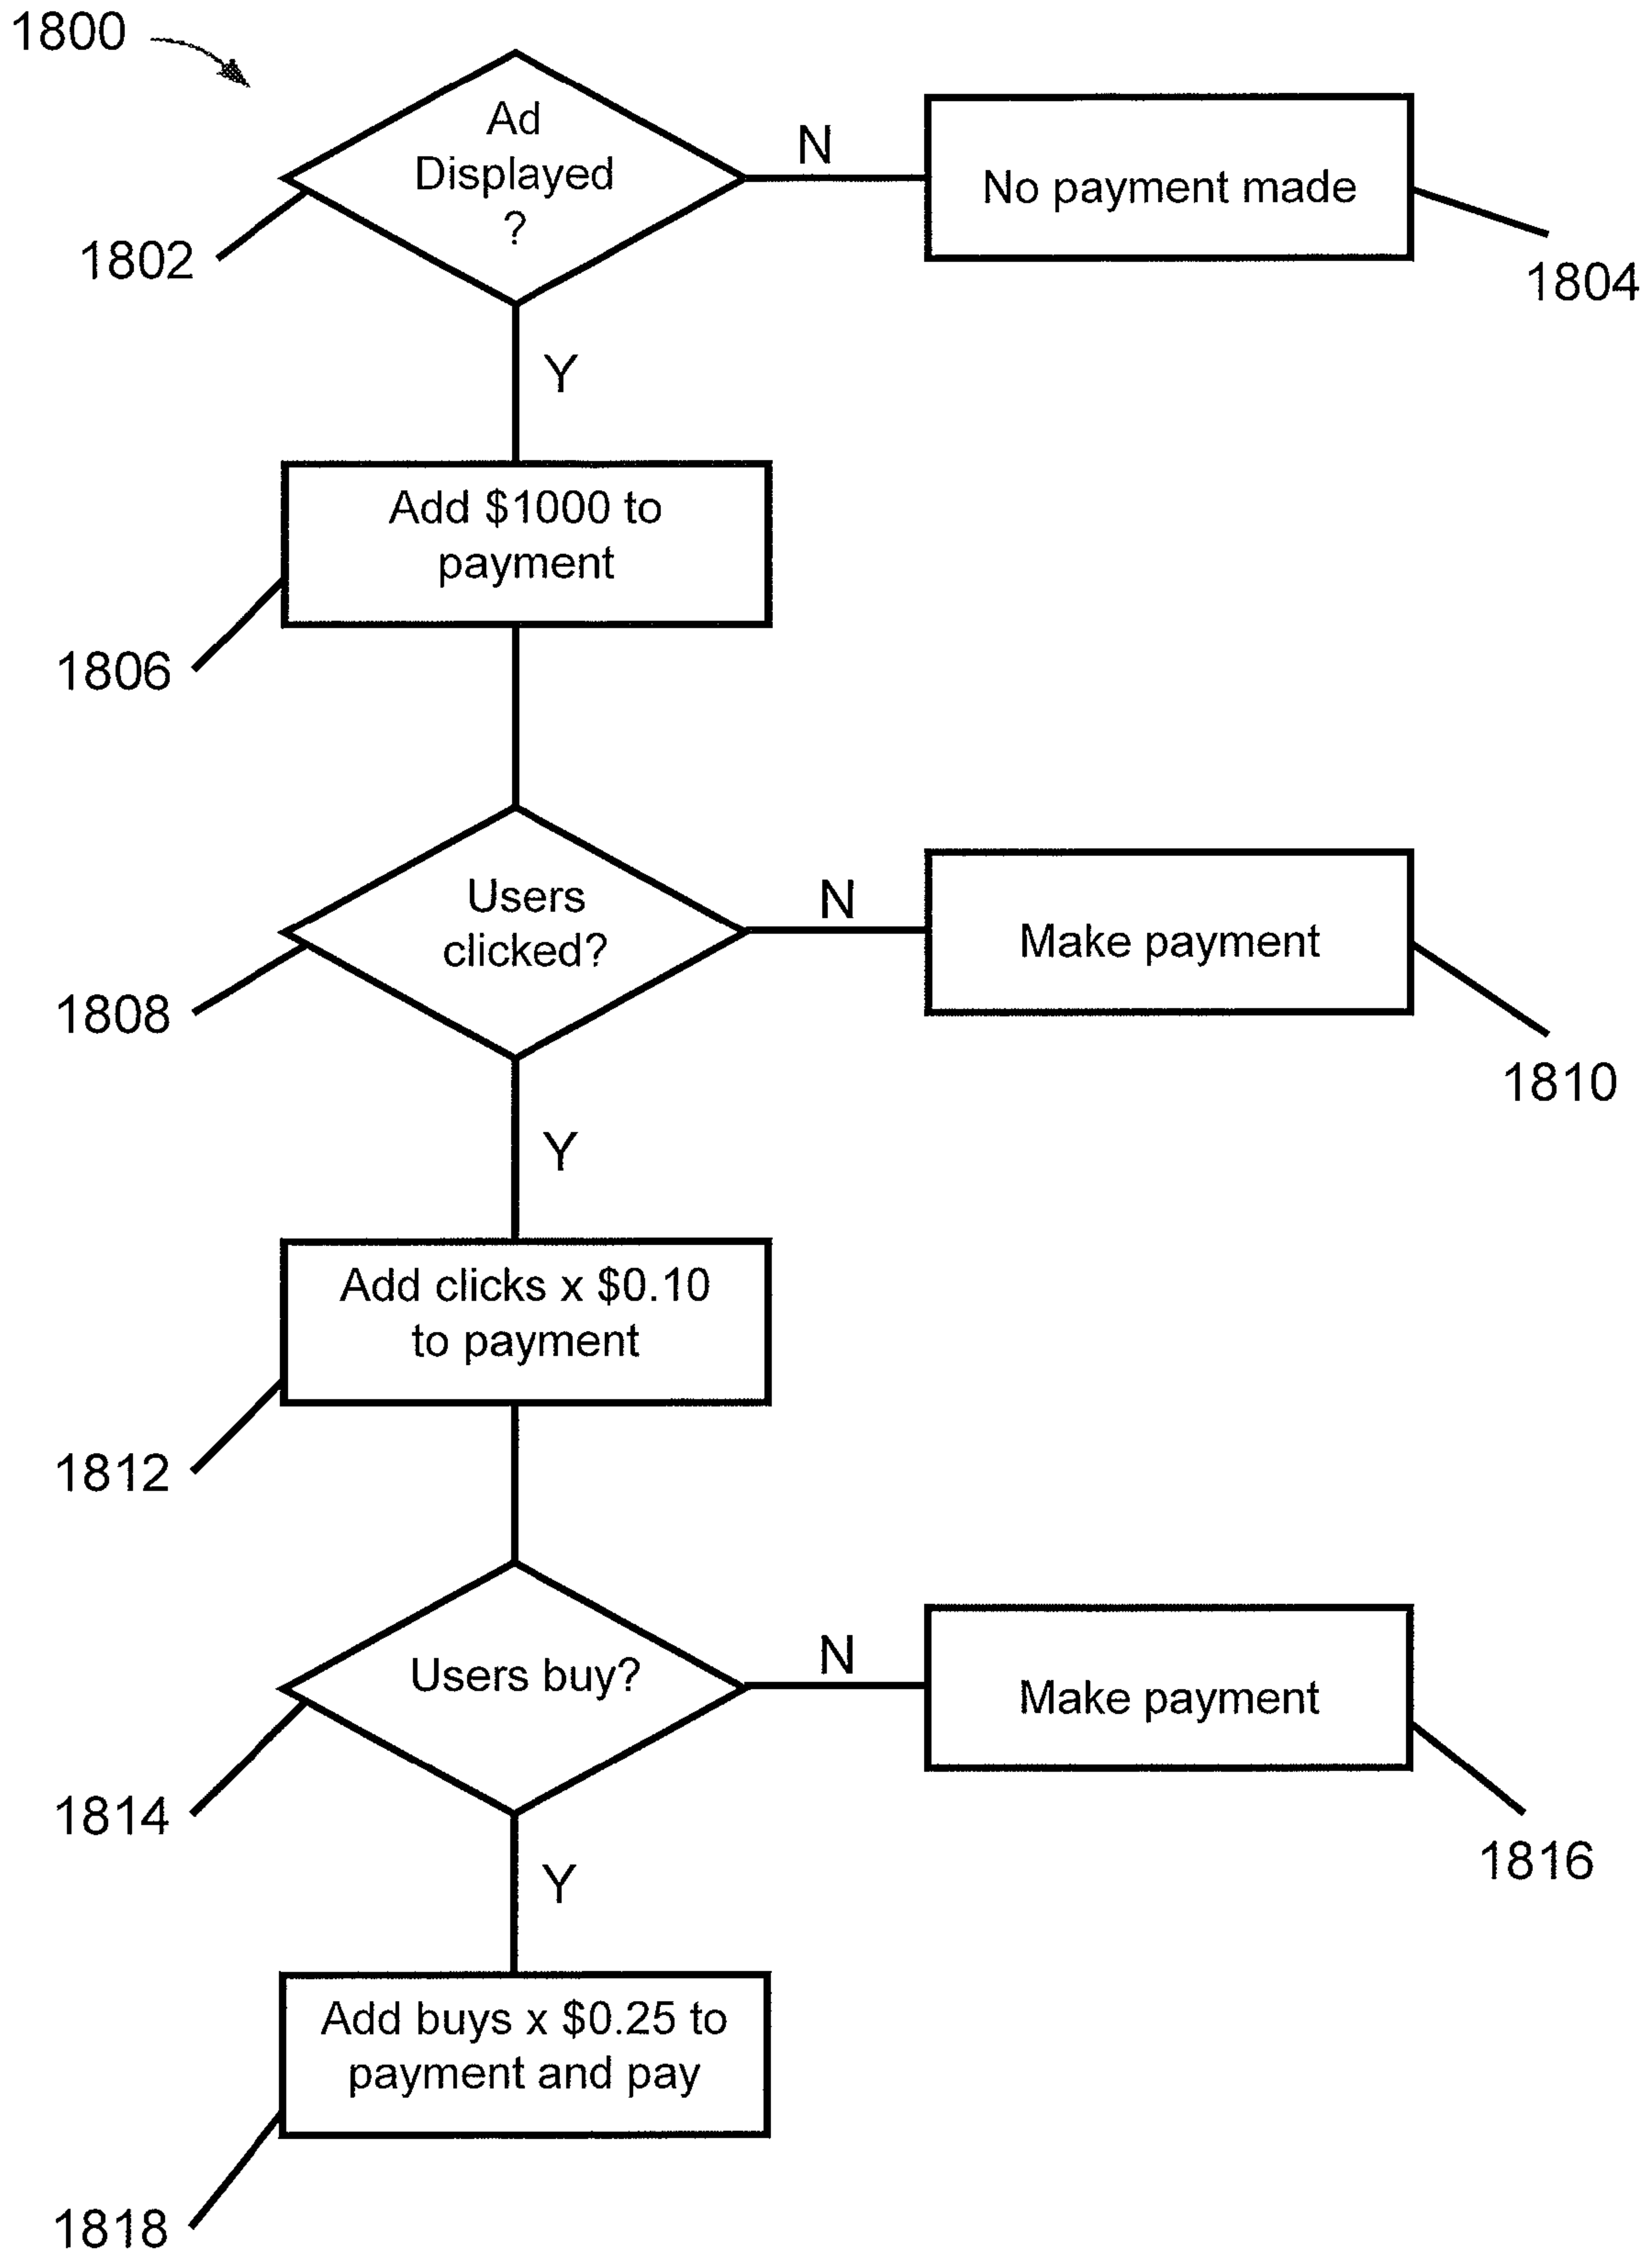 1800
Ad
Displayed
?
N
No payment made
1802
1804
Y
Add $1000 to
payment
1806
Users
clicked?
N
Make payment
1808
1810
Y
Add clicks x $0.10
to payment
1812
Users buy?
N
Make payment
1814
1816
Y
Add buys x $0.25 to
payment and pay
1818